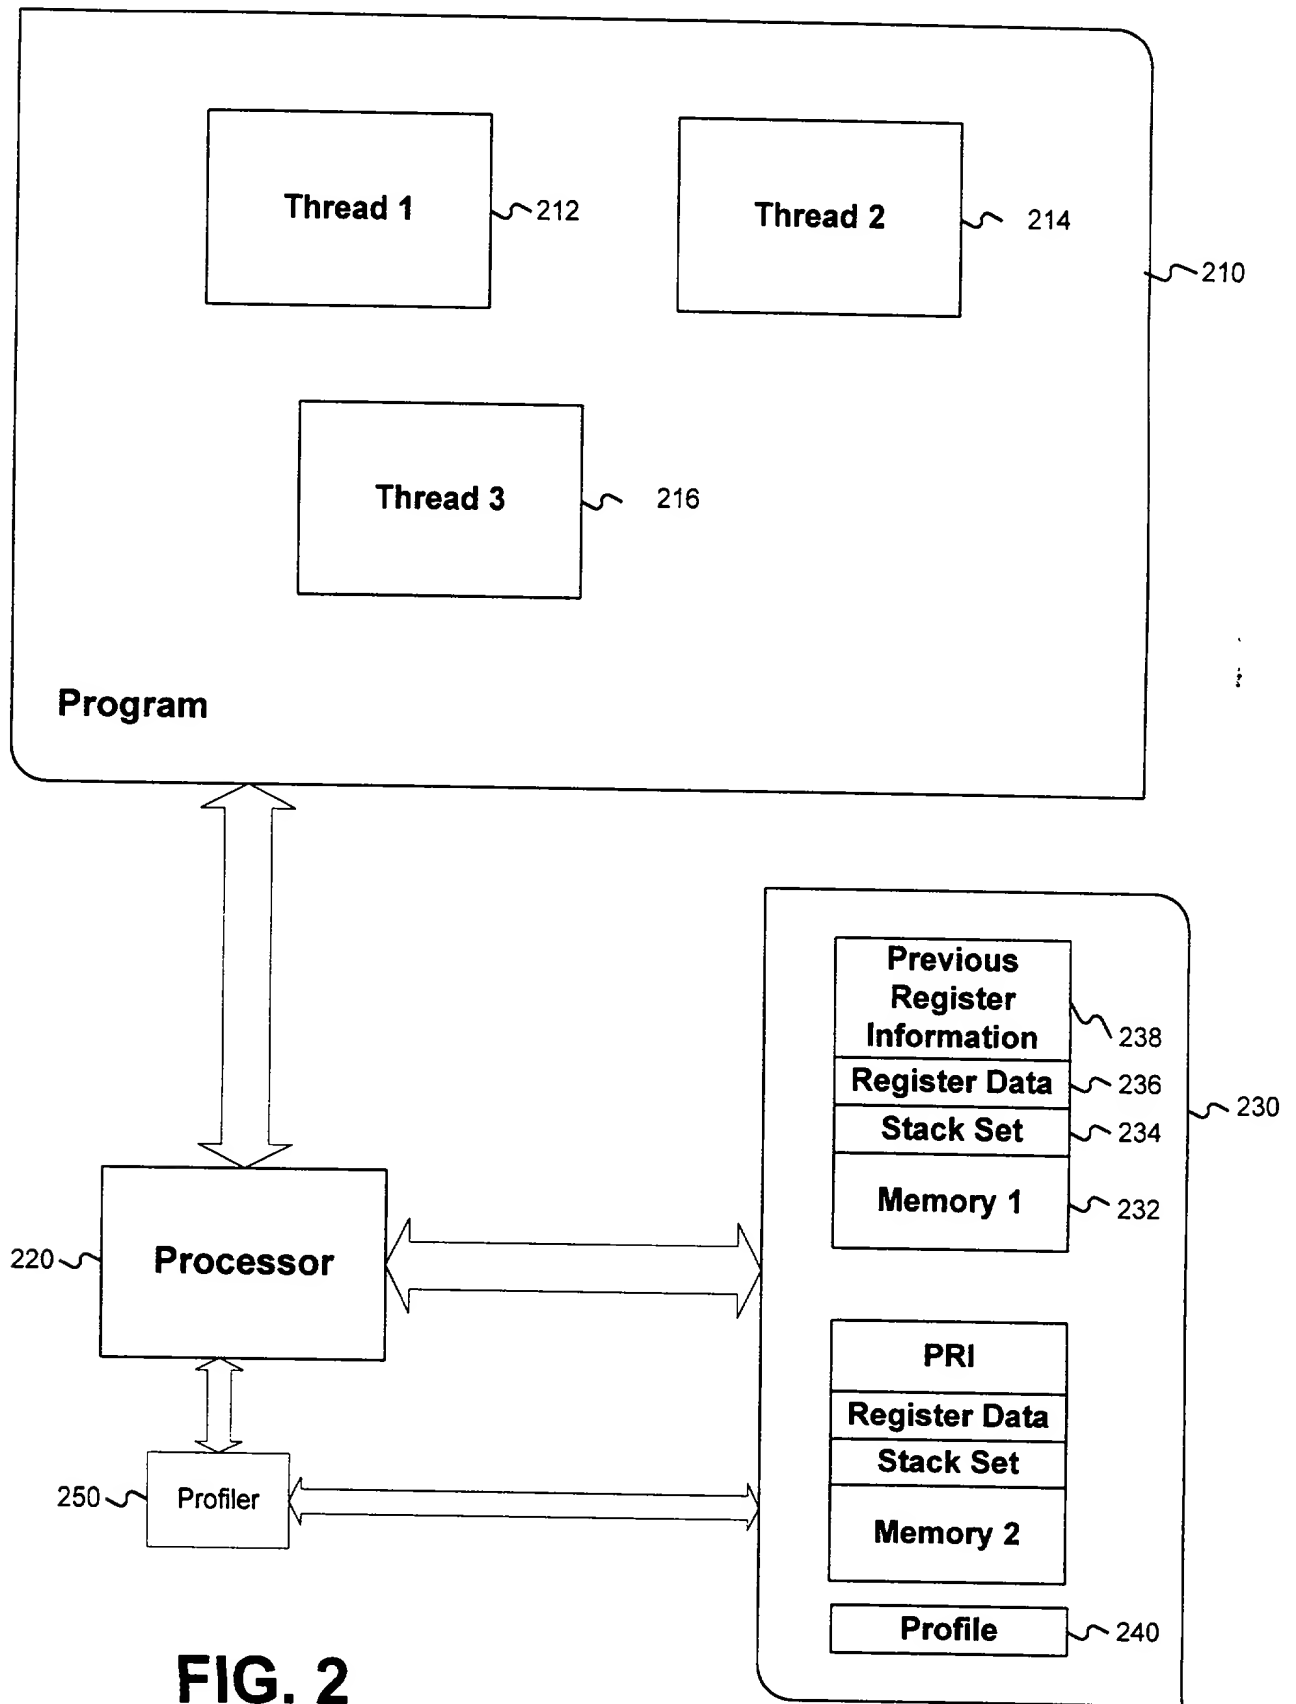 Thread 1
212
Thread 2
214
210
Thread 3
216
Program
Previous
Register
Information
238
Register Data
236
Stack Set
234
230
Memory 1
232
220
Processor
PRI
Register Data
Stack Set
250
Profiler
Memory 2
Profile
240
FIG. 2